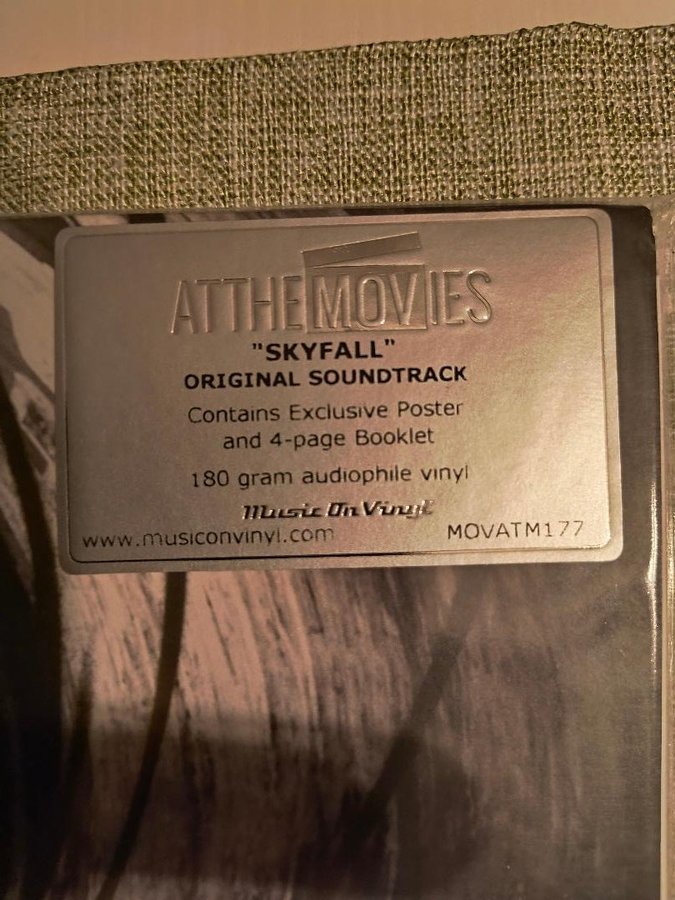 ATTHEMOVIES
"SKYFALL"
ORIGINAL SOUNDTRACK
Contains Exclusive Poster
and 4-page Booklet
180 gram audiophile vinyl
Music On Vinyl
www.musiconvinyl.com MOVATM177